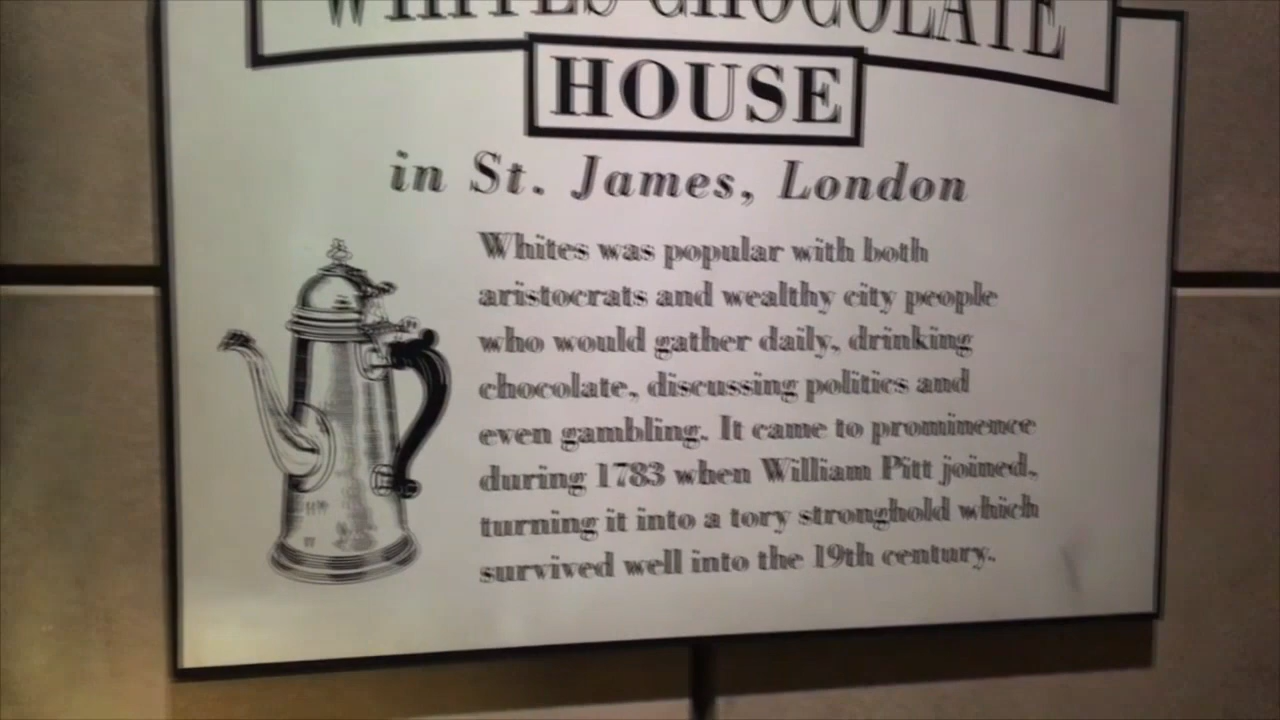 WHITES CHOCOLATE
HOUSE
in St. James, London
Whites was popular with both
aristocrats and wealthy city people
who would gather daily, drinking
chocolate, discussing politics and
even gambling. It came to prominence
during 1783 when William Pitt joined,
turning it into a tory stronghold which
survived well into the 19th century.